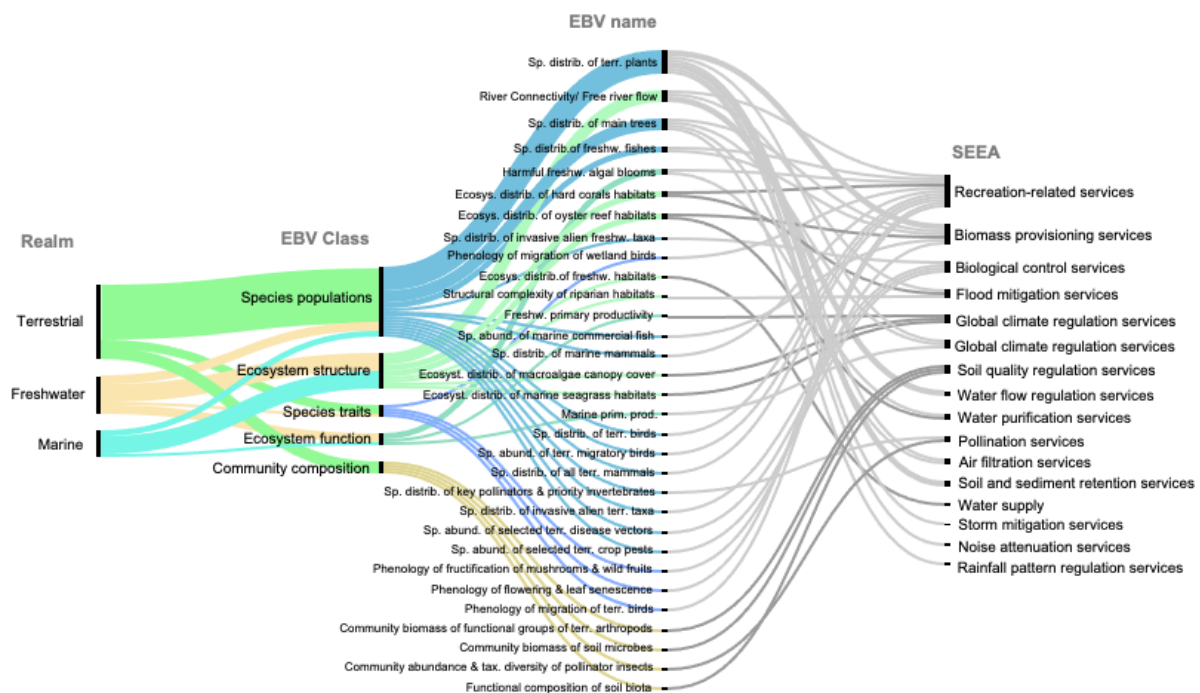 EBV name
SEEA
Realm
EBV Class
Terrestrial
Freshwater
Marine
Species populations
Ecosystem structure
Species traits
Ecosystem function
Community composition
Sp. distrib. of terr. plants
River Connectivity/ Free river flow
Sp. distrib. of main trees
Sp. distrib.of freshw. fishes
Harmful freshw. algal blooms
Ecosys. distrib. of hard corals habitats
Ecosys. distrib. of oyster reef habitats
Sp. distrib. of invasive alien freshw. taxa
Phenology of migration of wetland birds
Ecosys. distrib.of freshw. habitats
Structural complexity of riparian habitats
Freshw. primary productivity
Sp. abund. of marine commercial fish
Sp. distrib. of marine mammals
Ecosyst. distrib. of macroalgae canopy cover
Ecosyst. distrib. of marine seagrass habitats
Marine prim. prod.
Sp. distrib. of terr. birds
Sp. abund. of terr. migratory birds
Sp. distrib. of all terr. mammals
Sp. distrib. of key pollinators & priority invertebrates
Sp. distrib. of invasive alien terr. taxa
Sp. abund. of selected terr. disease vectors
Sp. abund. of selected terr. crop pests
Phenology of fructification of mushrooms & wild fruits
Phenology of flowering & leaf senescence
Phenology of migration of terr. birds
Community biomass of functional groups of terr. arthropods
Community biomass of soil microbes
Community abundance & tax. diversity of pollinator insects
Functional composition of soil biota
Recreation-related services
Biomass provisioning services
Biological control services
Flood mitigation services
Global climate regulation services
Global climate regulation services
Soil quality regulation services
Water flow regulation services
Water purification services
Pollination services
Air filtration services
Soil and sediment retention services
Water supply
Storm mitigation services
Noise attenuation services
Rainfall pattern regulation services